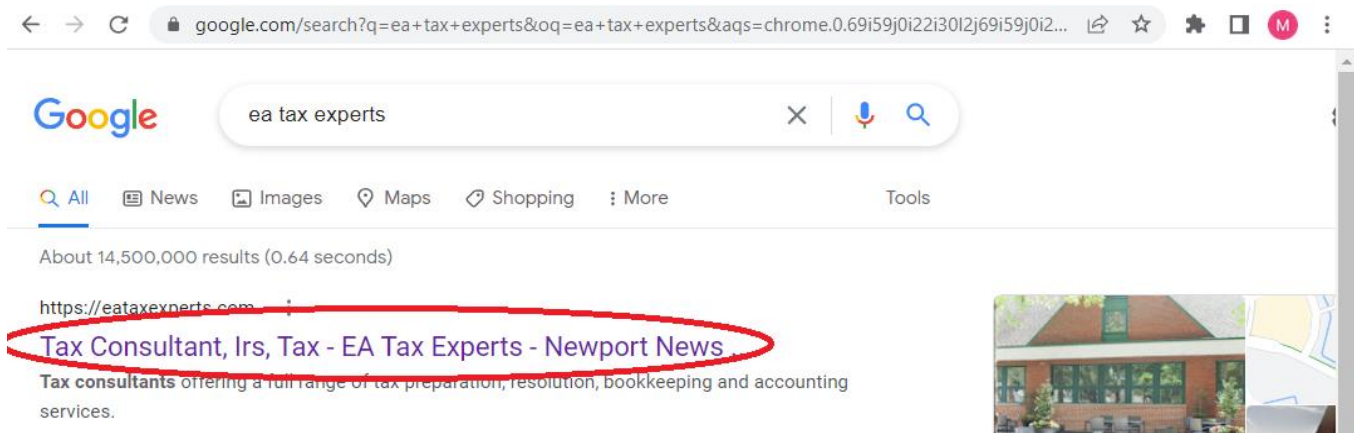 google.com/search?q=ea+tax+experts&oq=ea+tax+experts&aqs=chrome.0.69i59j0i22i30l2j69i59j0i2... M
Google ea tax experts
All News Images Maps Shopping More Tools
About 14,500,000 results (0.64 seconds)
https://eataxexperts.com
Tax Consultant, Irs, Tax - EA Tax Experts - Newport News
Tax consultants offering a full range of tax preparation, resolution, bookkeeping and accounting
services.